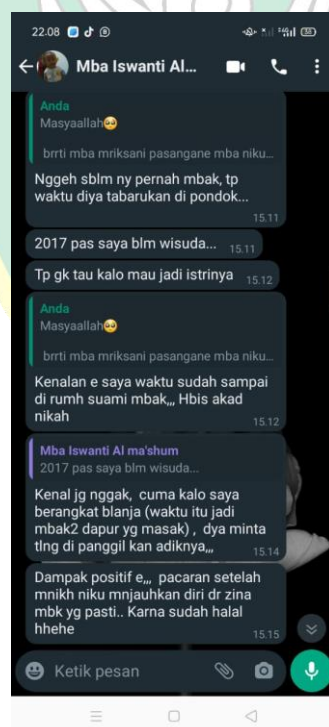 22.08
Mba Iswanti Al...
Anda
Masyaallah🥺
brrti mba mriksani pasangane mba niku...
Nggeh sblm ny pernah mbak, tp
waktu diya tabarukan di pondok...
15.11
2017 pas saya blm wisuda... 15.11
Tp gk tau kalo mau jadi istrinya 15.12
Anda
Masyaallah🥺
brrti mba mriksani pasangane mba niku...
Kenalan e saya waktu sudah sampai
di rumh suami mbak,,, Hbis akad
nikah
15.12
Mba Iswanti Al ma'shum
2017 pas saya blm wisuda...
Kenal jg nggak, cuma kalo saya
berangkat blanja (waktu itu jadi
mbak2 dapur yg masak) , dya minta
tlng di panggil kan adiknya,,,
15.14
Dampak positif e,,, pacaran setelah
mnikh niku mnjauhkan diri dr zina
mbk yg pasti.. Karna sudah halal
hhehe
15.15
Ketik pesan